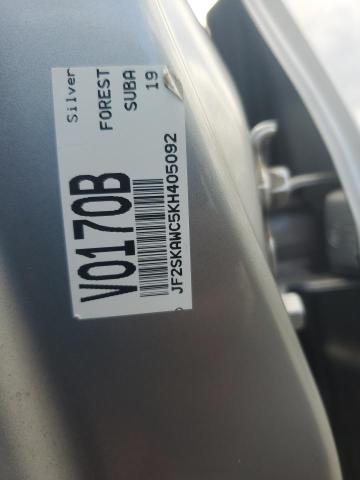 19
SUBA
FOREST
Silver
V0170B
JF2SKAWC5KH405092